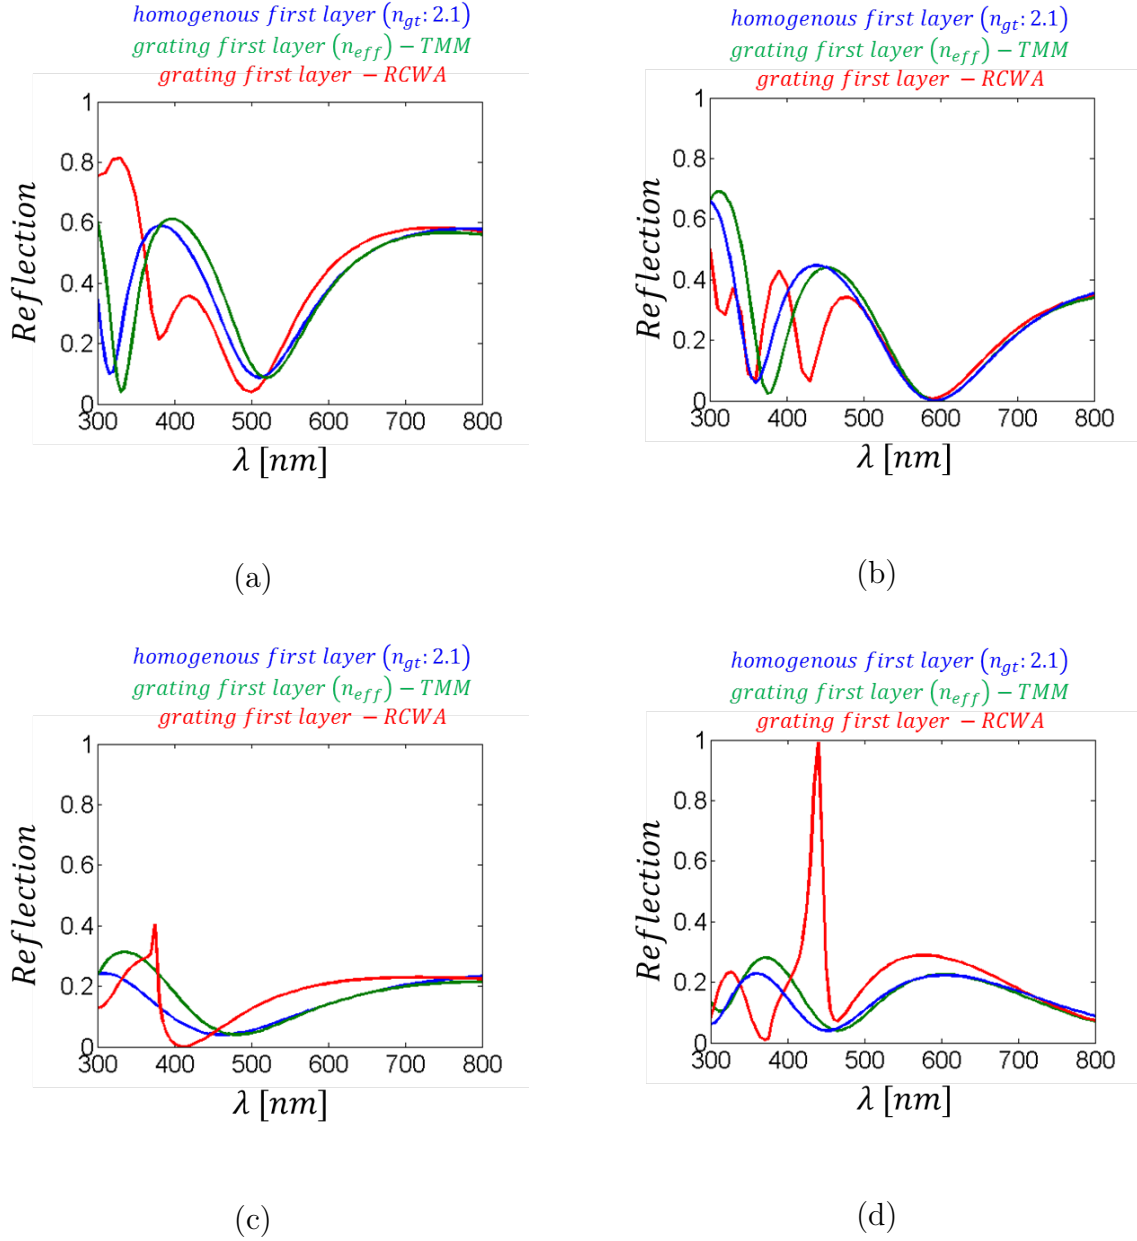 homogenous first layer (n_gt: 2.1)
grating first layer (n_eff) − TMM
grating first layer − RCWA
1
0.8
0.6
0.4
0.2
0
300 400 500 600 700 800
Reflection
λ [nm]
(a)
homogenous first layer (n_gt: 2.1)
grating first layer (n_eff) − TMM
grating first layer − RCWA
1
0.8
0.6
0.4
0.2
0
300 400 500 600 700 800
Reflection
λ [nm]
(b)
homogenous first layer (n_gt: 2.1)
grating first layer (n_eff) − TMM
grating first layer − RCWA
1
0.8
0.6
0.4
0.2
0
300 400 500 600 700 800
Reflection
λ [nm]
(c)
homogenous first layer (n_gt: 2.1)
grating first layer (n_eff) − TMM
grating first layer − RCWA
1
0.8
0.6
0.4
0.2
0
300 400 500 600 700 800
Reflection
λ [nm]
(d)